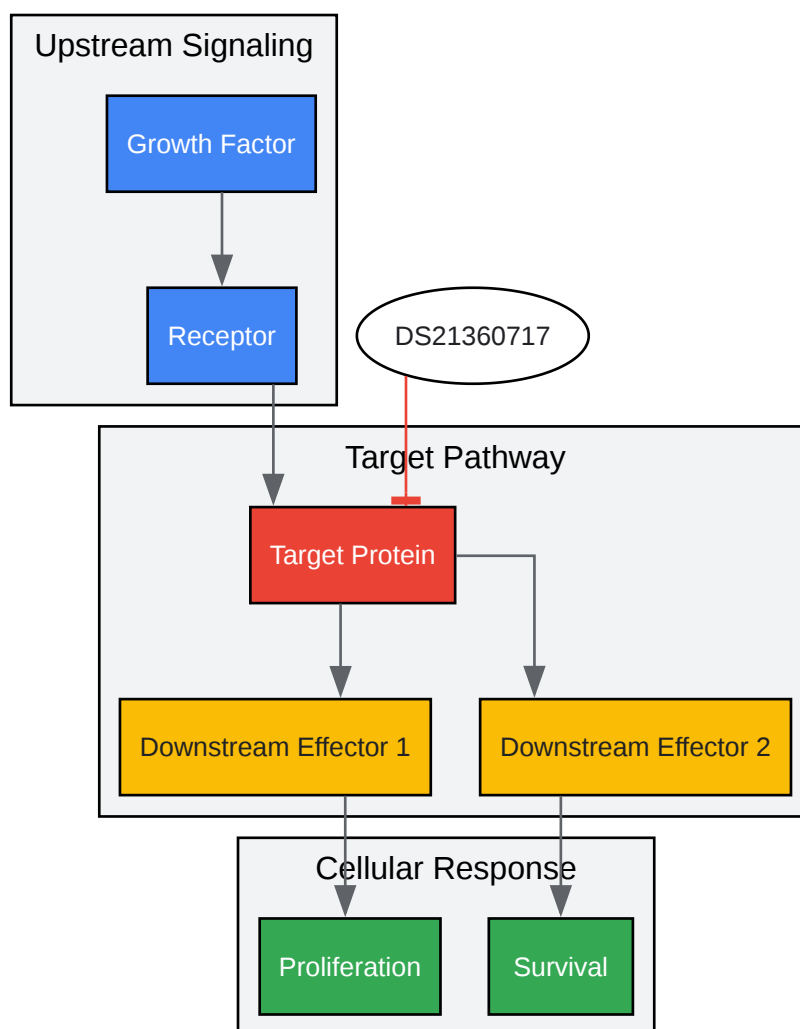 Upstream Signaling
Growth Factor
Receptor
DS21360717
Target Pathway
Target Protein
Downstream Effector 1
Downstream Effector 2
Cellular Response
Proliferation
Survival